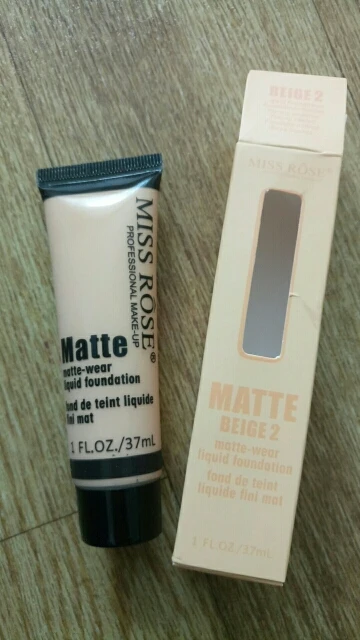 MISS RÔSE®
PROFESSIONAL MAKE-UP
Matte
matte-wear
liquid foundation
fond de teint liquide
fini mat
1 FL.OZ./37mL
BEIGE 2
MISS RÔSE
MATTE
BEIGE 2
matte-wear
liquid foundation
fond de teint
liquide fini mat
1 FL.OZ./37mL